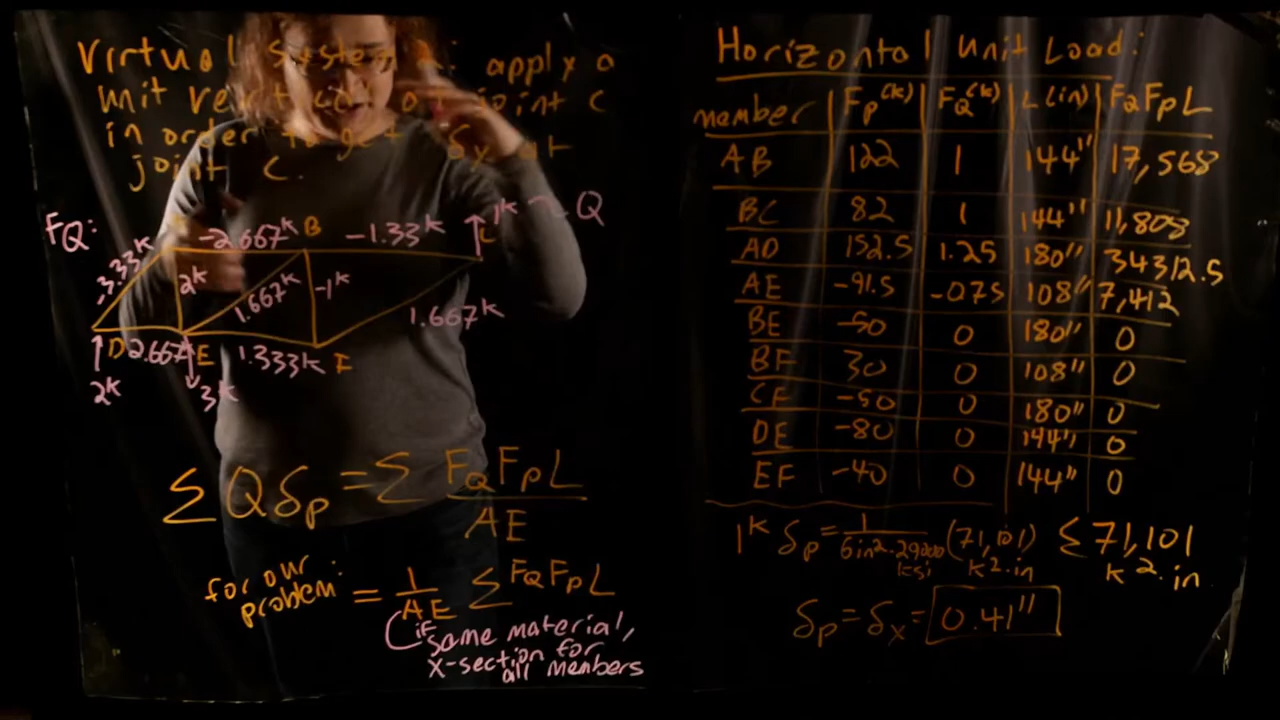 Virtual System 2: apply a
unit vertical at joint C
in order to get δy at
joint C.
FQ:
-3.33k
-2.667k B -1.33k
1k Q
C
2k 1.667k -1k 1.667k
D 2.667 E 1.333k F
2k 3k
Σ Qδp = Σ FQFPL / AE
for our
problem: = 1/AE Σ FQFPL
if same material,
x-section for
all members
Horizontal Unit Load:
member FP(k) FQ(k) L(in) FQFPL
AB 122 1 144" 17,568
BC 82 1 144" 11,808
AD 152.5 1.25 180" 34312.5
AE -91.5 -0.75 108" 7,412
BE -50 0 180" 0
BF 30 0 108" 0
CF -50 0 180" 0
DE -80 0 144" 0
EF -40 0 144" 0
1k δp = 1 / 6in²·29000 ksi (71,101) k²·in Σ 71,101 k²·in
δp = δx = 0.41"